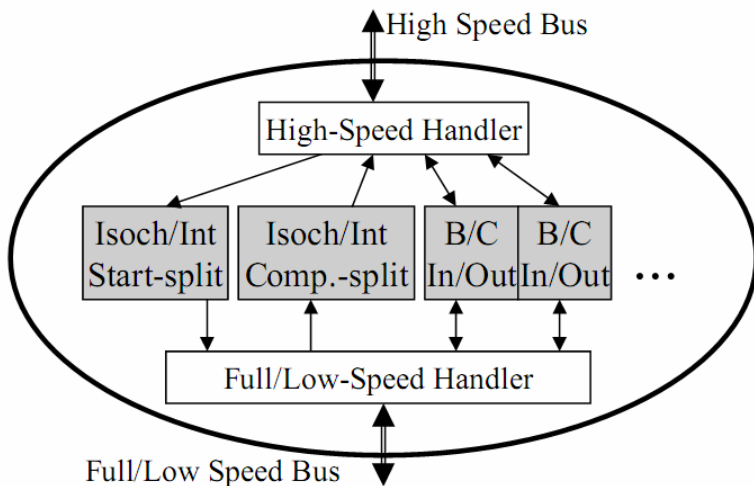 High Speed Bus
High-Speed Handler
Isoch/Int
Start-split
Isoch/Int
Comp.-split
B/C
In/Out
B/C
In/Out
...
Full/Low-Speed Handler
Full/Low Speed Bus